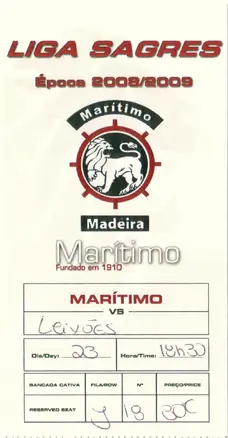 LIGA SAGRES
Época 2008/2009
Marítimo
Madeira
Marítimo
Fundado em 1910
MARÍTIMO
VS
Leixões
Dia/Day: 23 Hora/Time: 18h30
BANCADA CATIVA FILA/ROW Nº PREÇO/PRICE
RESERVED SEAT Y 18 30€